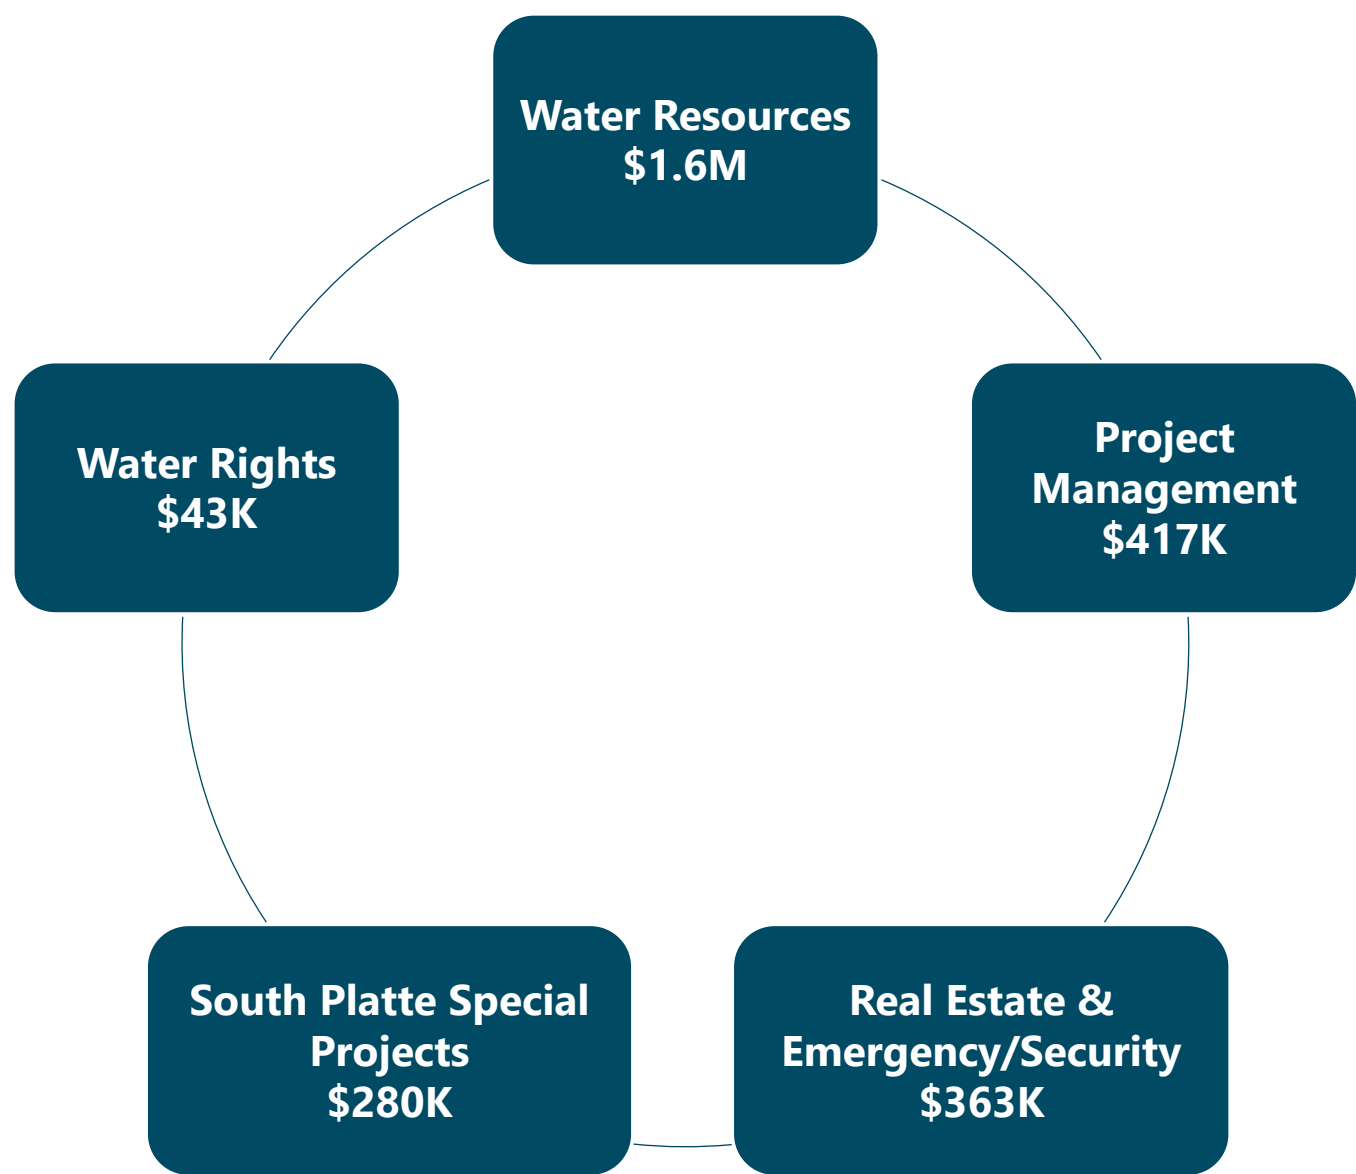 Water Resources
$1.6M
Project
Management
$417K
Real Estate &
Emergency/Security
$363K
South Platte Special
Projects
$280K
Water Rights
$43K